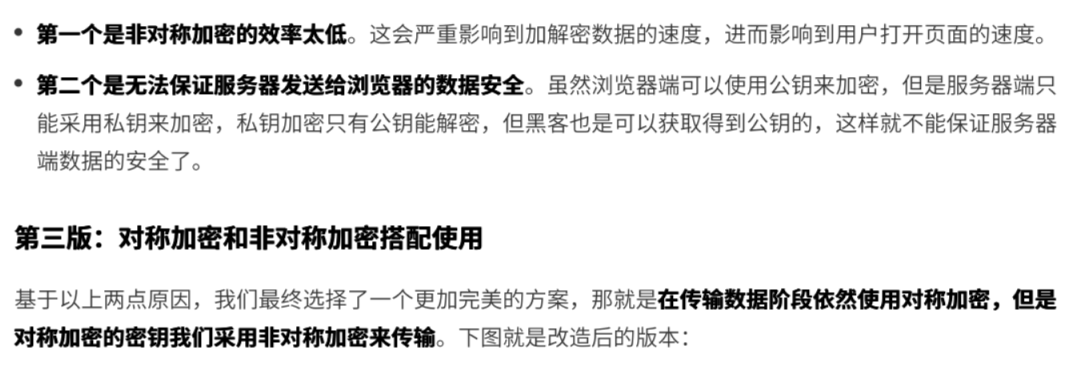 • 第一个是非对称加密的效率太低。这会严重影响到加解密数据的速度，进而影响到用户打开页面的速度。
• 第二个是无法保证服务器发送给浏览器的数据安全。虽然浏览器端可以使用公钥来加密，但是服务器端只
能采用私钥来加密，私钥加密只有公钥能解密，但黑客也是可以获取得到公钥的，这样就不能保证服务器
端数据的安全了。
第三版：对称加密和非对称加密搭配使用
基于以上两点原因，我们最终选择了一个更加完美的方案，那就是在传输数据阶段依然使用对称加密，但是
对称加密的密钥我们采用非对称加密来传输。下图就是改造后的版本：